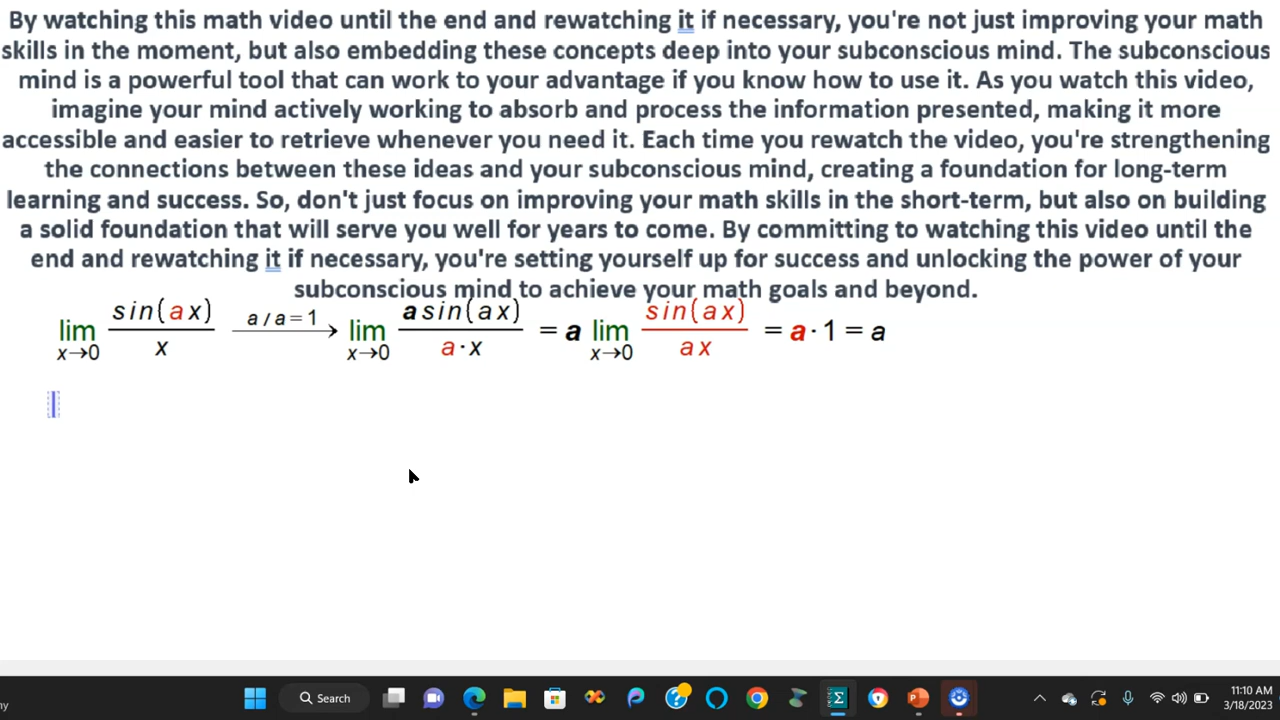 By watching this math video until the end and rewatching it if necessary, you're not just improving your math
skills in the moment, but also embedding these concepts deep into your subconscious mind. The subconscious
mind is a powerful tool that can work to your advantage if you know how to use it. As you watch this video,
imagine your mind actively working to absorb and process the information presented, making it more
accessible and easier to retrieve whenever you need it. Each time you rewatch the video, you're strengthening
the connections between these ideas and your subconscious mind, creating a foundation for long-term
learning and success. So, don't just focus on improving your math skills in the short-term, but also on building
a solid foundation that will serve you well for years to come. By committing to watching this video until the
end and rewatching it if necessary, you're setting yourself up for success and unlocking the power of your
subconscious mind to achieve your math goals and beyond.
lim x→0 sin(ax)/x a/a=1 → lim x→0 a sin(ax)/a·x = a lim x→0 sin(ax)/ax = a·1 = a
ny Search 11:10 AM
3/18/2023